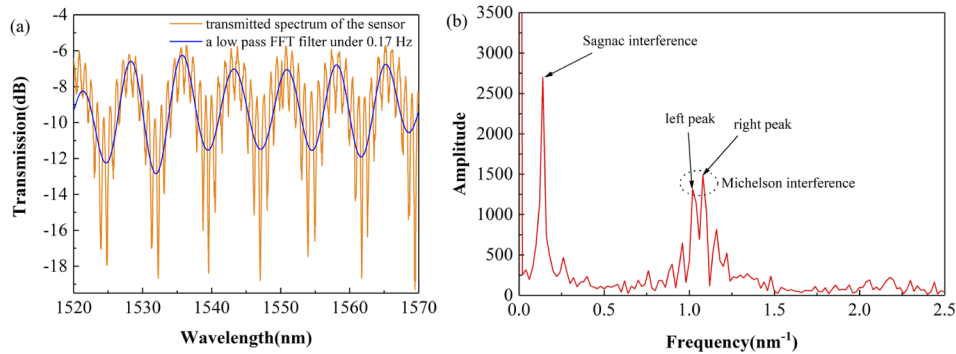 (a)
transmitted spectrum of the sensor
a low pass FFT filter under 0.17 Hz
Transmission(dB)
-4
-6
-8
-10
-12
-14
-16
-18
1520
1530
1540
1550
1560
1570
Wavelength(nm)
(b)
Amplitude
3500
3000
2500
2000
1500
1000
500
0
Sagnac interference
left peak
right peak
Michelson interference
0.0
0.5
1.0
1.5
2.0
2.5
Frequency(nm⁻¹)